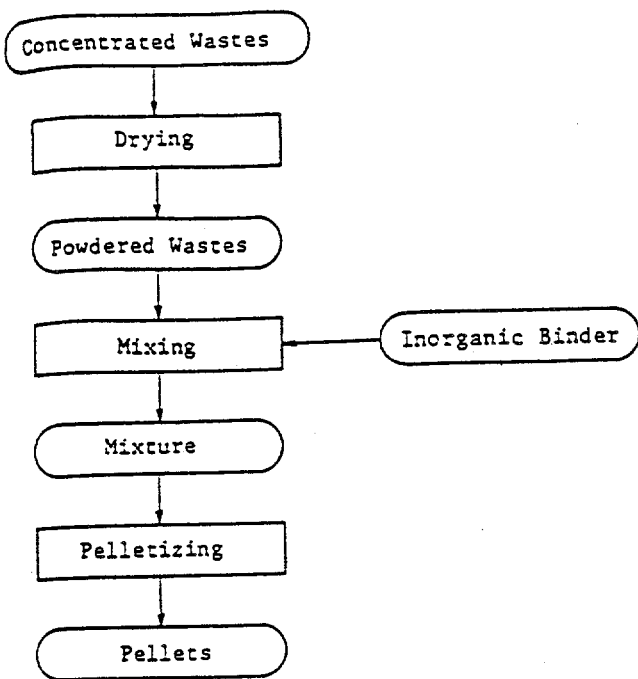 Concentrated Wastes
Drying
Powdered Wastes
Mixing
Inorganic Binder
Mixture
Pelletizing
Pellets